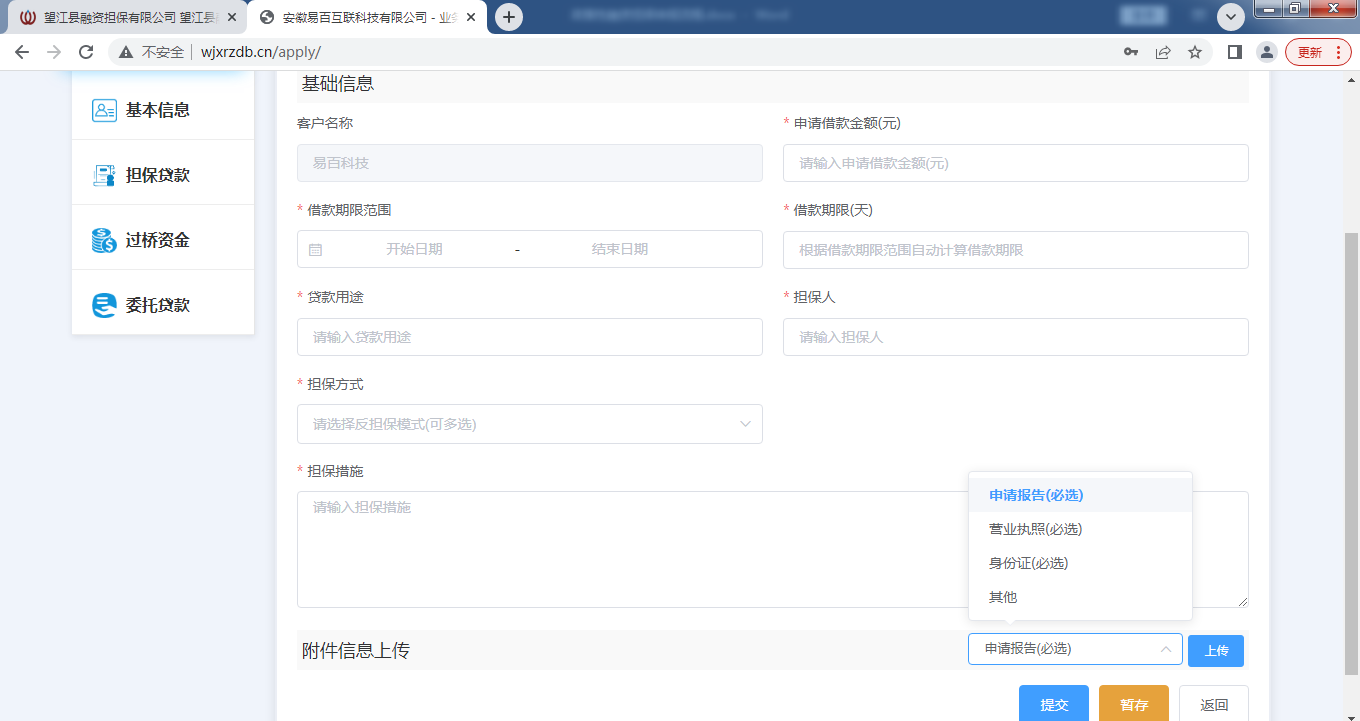 望江县融资担保有限公司 望江县
安徽易百互联科技有限公司 - 业
不安全
wjxrzdb.cn/apply/
更新
基本信息
担保贷款
过桥资金
委托贷款
基础信息
客户名称
* 申请借款金额(元)
易百科技
请输入申请借款金额(元)
* 借款期限范围
* 借款期限(天)
开始日期 - 结束日期
根据借款期限范围自动计算借款期限
* 贷款用途
* 担保人
请输入贷款用途
请输入担保人
* 担保方式
请选择反担保模式(可多选)
* 担保措施
请输入担保措施
申请报告(必选)
营业执照(必选)
身份证(必选)
其他
附件信息上传
申请报告(必选)
上传
提交
暂存
返回